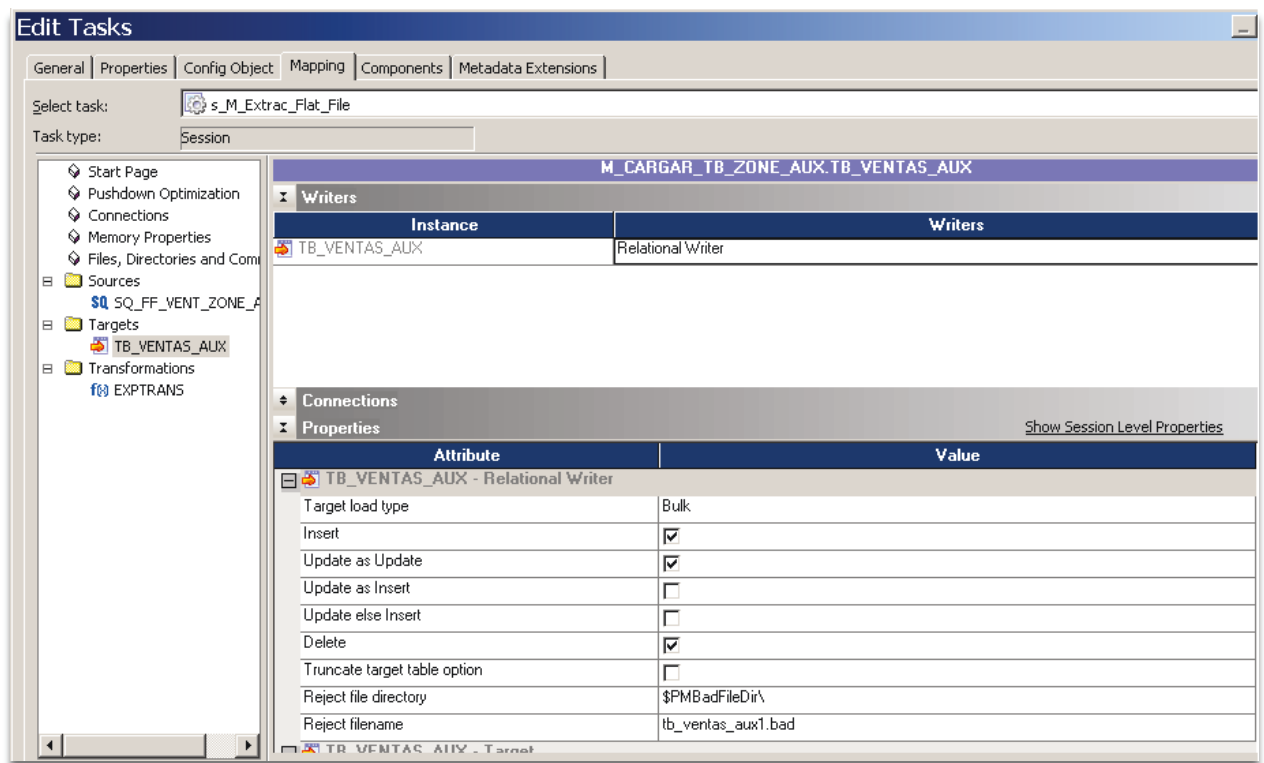 Edit Tasks
General Properties Config Object Mapping Components Metadata Extensions
Select task: s_M_Extrac_Flat_File
Task type: Session
Start Page
Pushdown Optimization
Connections
Memory Properties
Files, Directories and Com
Sources
SQ SQ_FF_VENT_ZONE_A
Targets
TB_VENTAS_AUX
Transformations
f(x) EXPTRANS
M_CARGAR_TB_ZONE_AUX.TB_VENTAS_AUX
Writers
Instance Writers
TB_VENTAS_AUX Relational Writer
Connections
Properties Show Session Level Properties
Attribute Value
TB_VENTAS_AUX - Relational Writer
Target load type Bulk
Insert
Update as Update
Update as Insert
Update else Insert
Delete
Truncate target table option
Reject file directory $PMBadFileDir\
Reject filename tb_ventas_aux1.bad
TB_VENTAS_AUX - Target